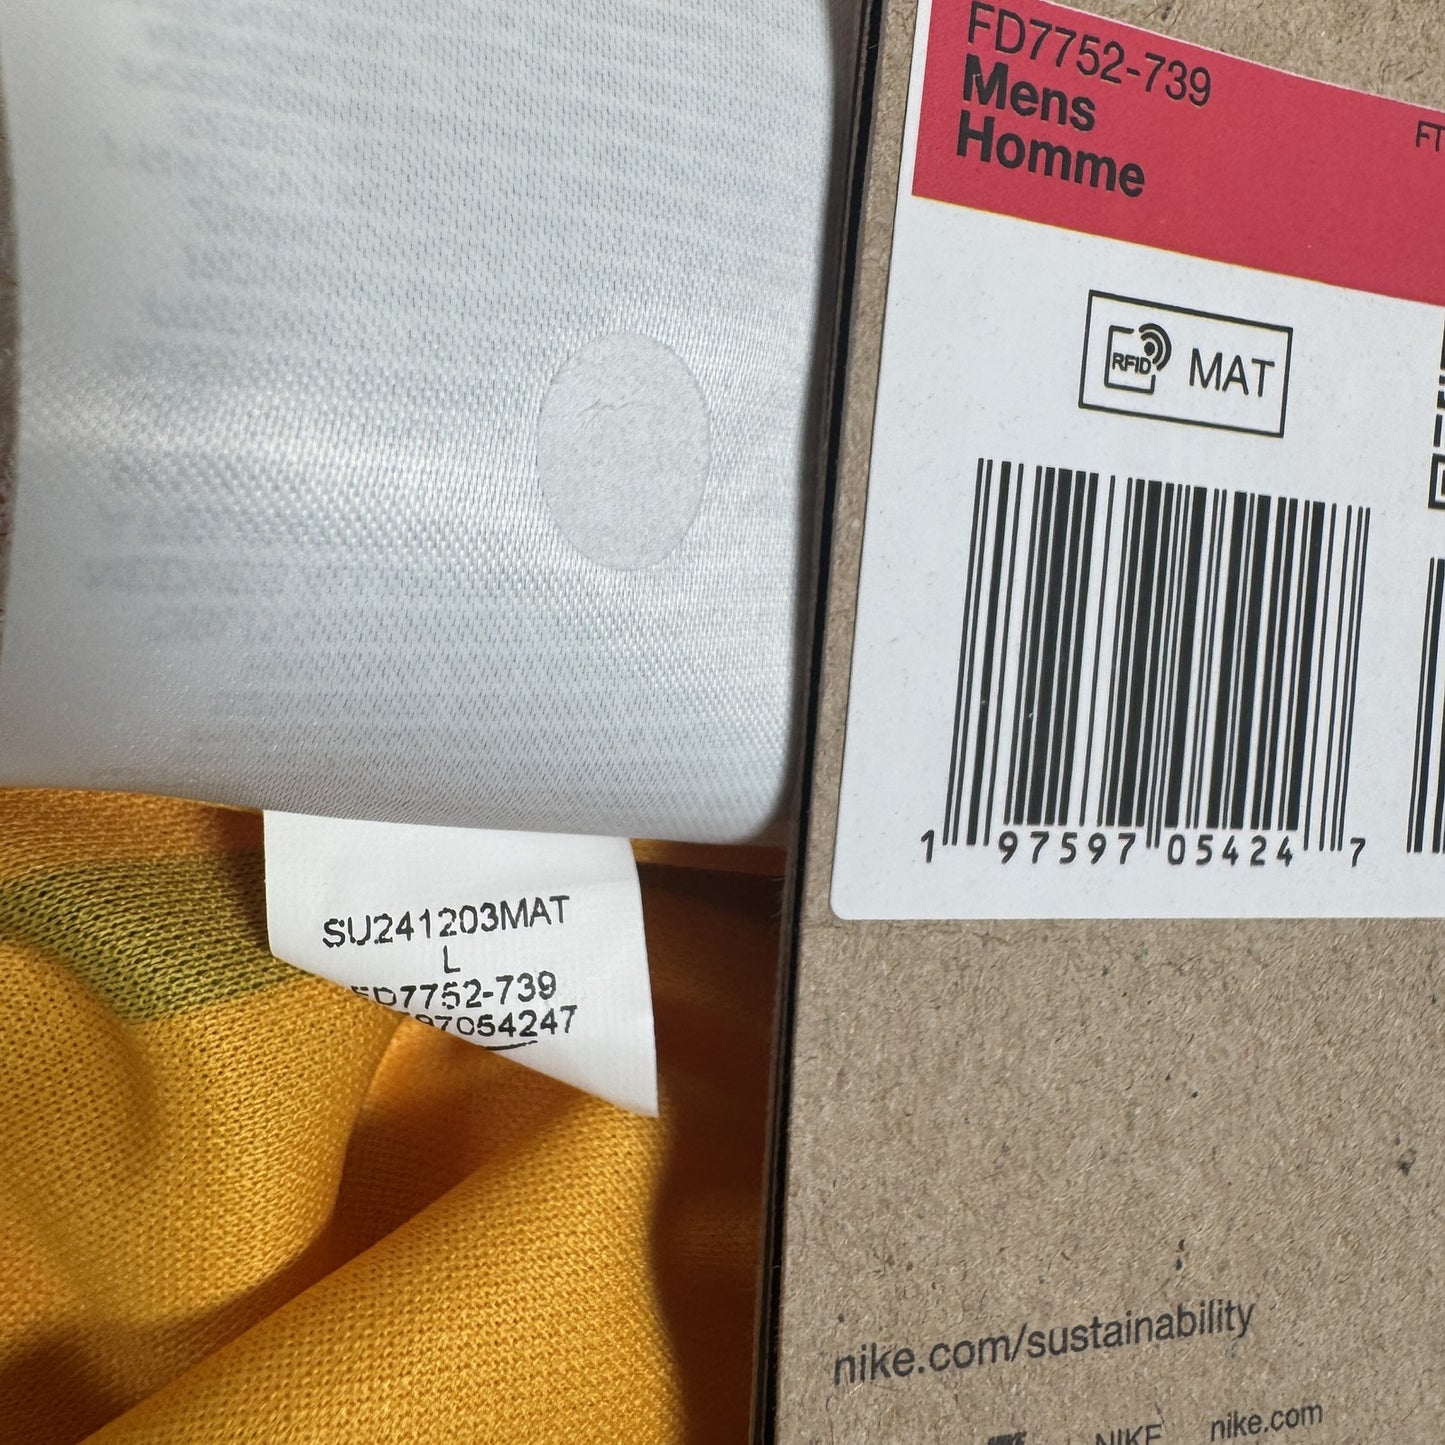 FD7752-739
Mens
Homme
RFID MAT
1 97597 05424 7
SU241203MAT
L
FD7752-739
97054247
nike.com/sustainability
NIKE nike.com